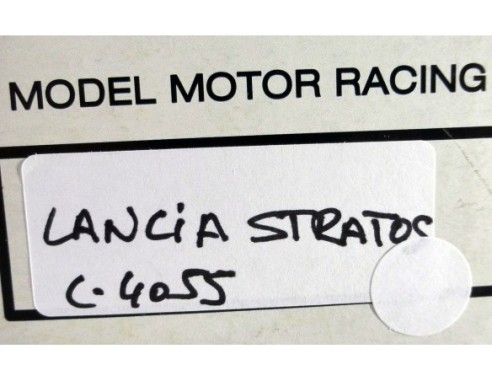 MODEL MOTOR RACING
LANCiA STRATOS
C-4055